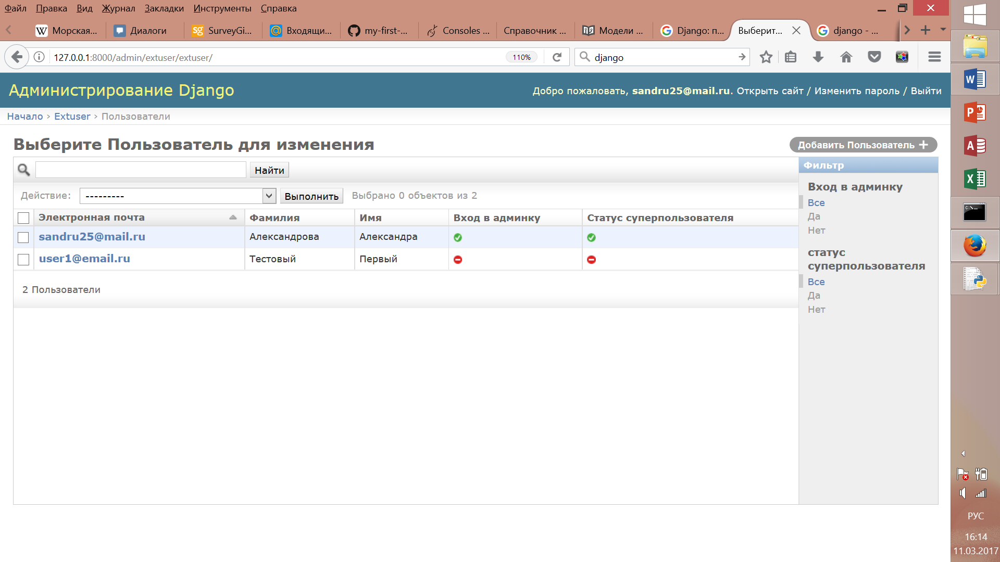 Файл Правка Вид Журнал Закладки Инструменты Справка
Морская... Диалоги SurveyGi... Входящи... my-first-... Consoles ... Справочник ... Модели ... Django: п... Выберит... django - ...
127.0.0.1:8000/admin/extuser/extuser/ 110% django
Администрирование Django
Добро пожаловать, sandru25@mail.ru. Открыть сайт / Изменить пароль / Выйти
Начало › Extuser › Пользователи
Выберите Пользователь для изменения
Добавить Пользователь +
Найти
Действие: --------- Выполнить Выбрано 0 объектов из 2
Электронная почта Фамилия Имя Вход в админку Статус суперпользователя
sandru25@mail.ru Александрова Александра
user1@email.ru Тестовый Первый
2 Пользователи
Фильтр
Вход в админку
Все
Да
Нет
статус
суперпользователя
Все
Да
Нет
РУС
16:14
11.03.2017